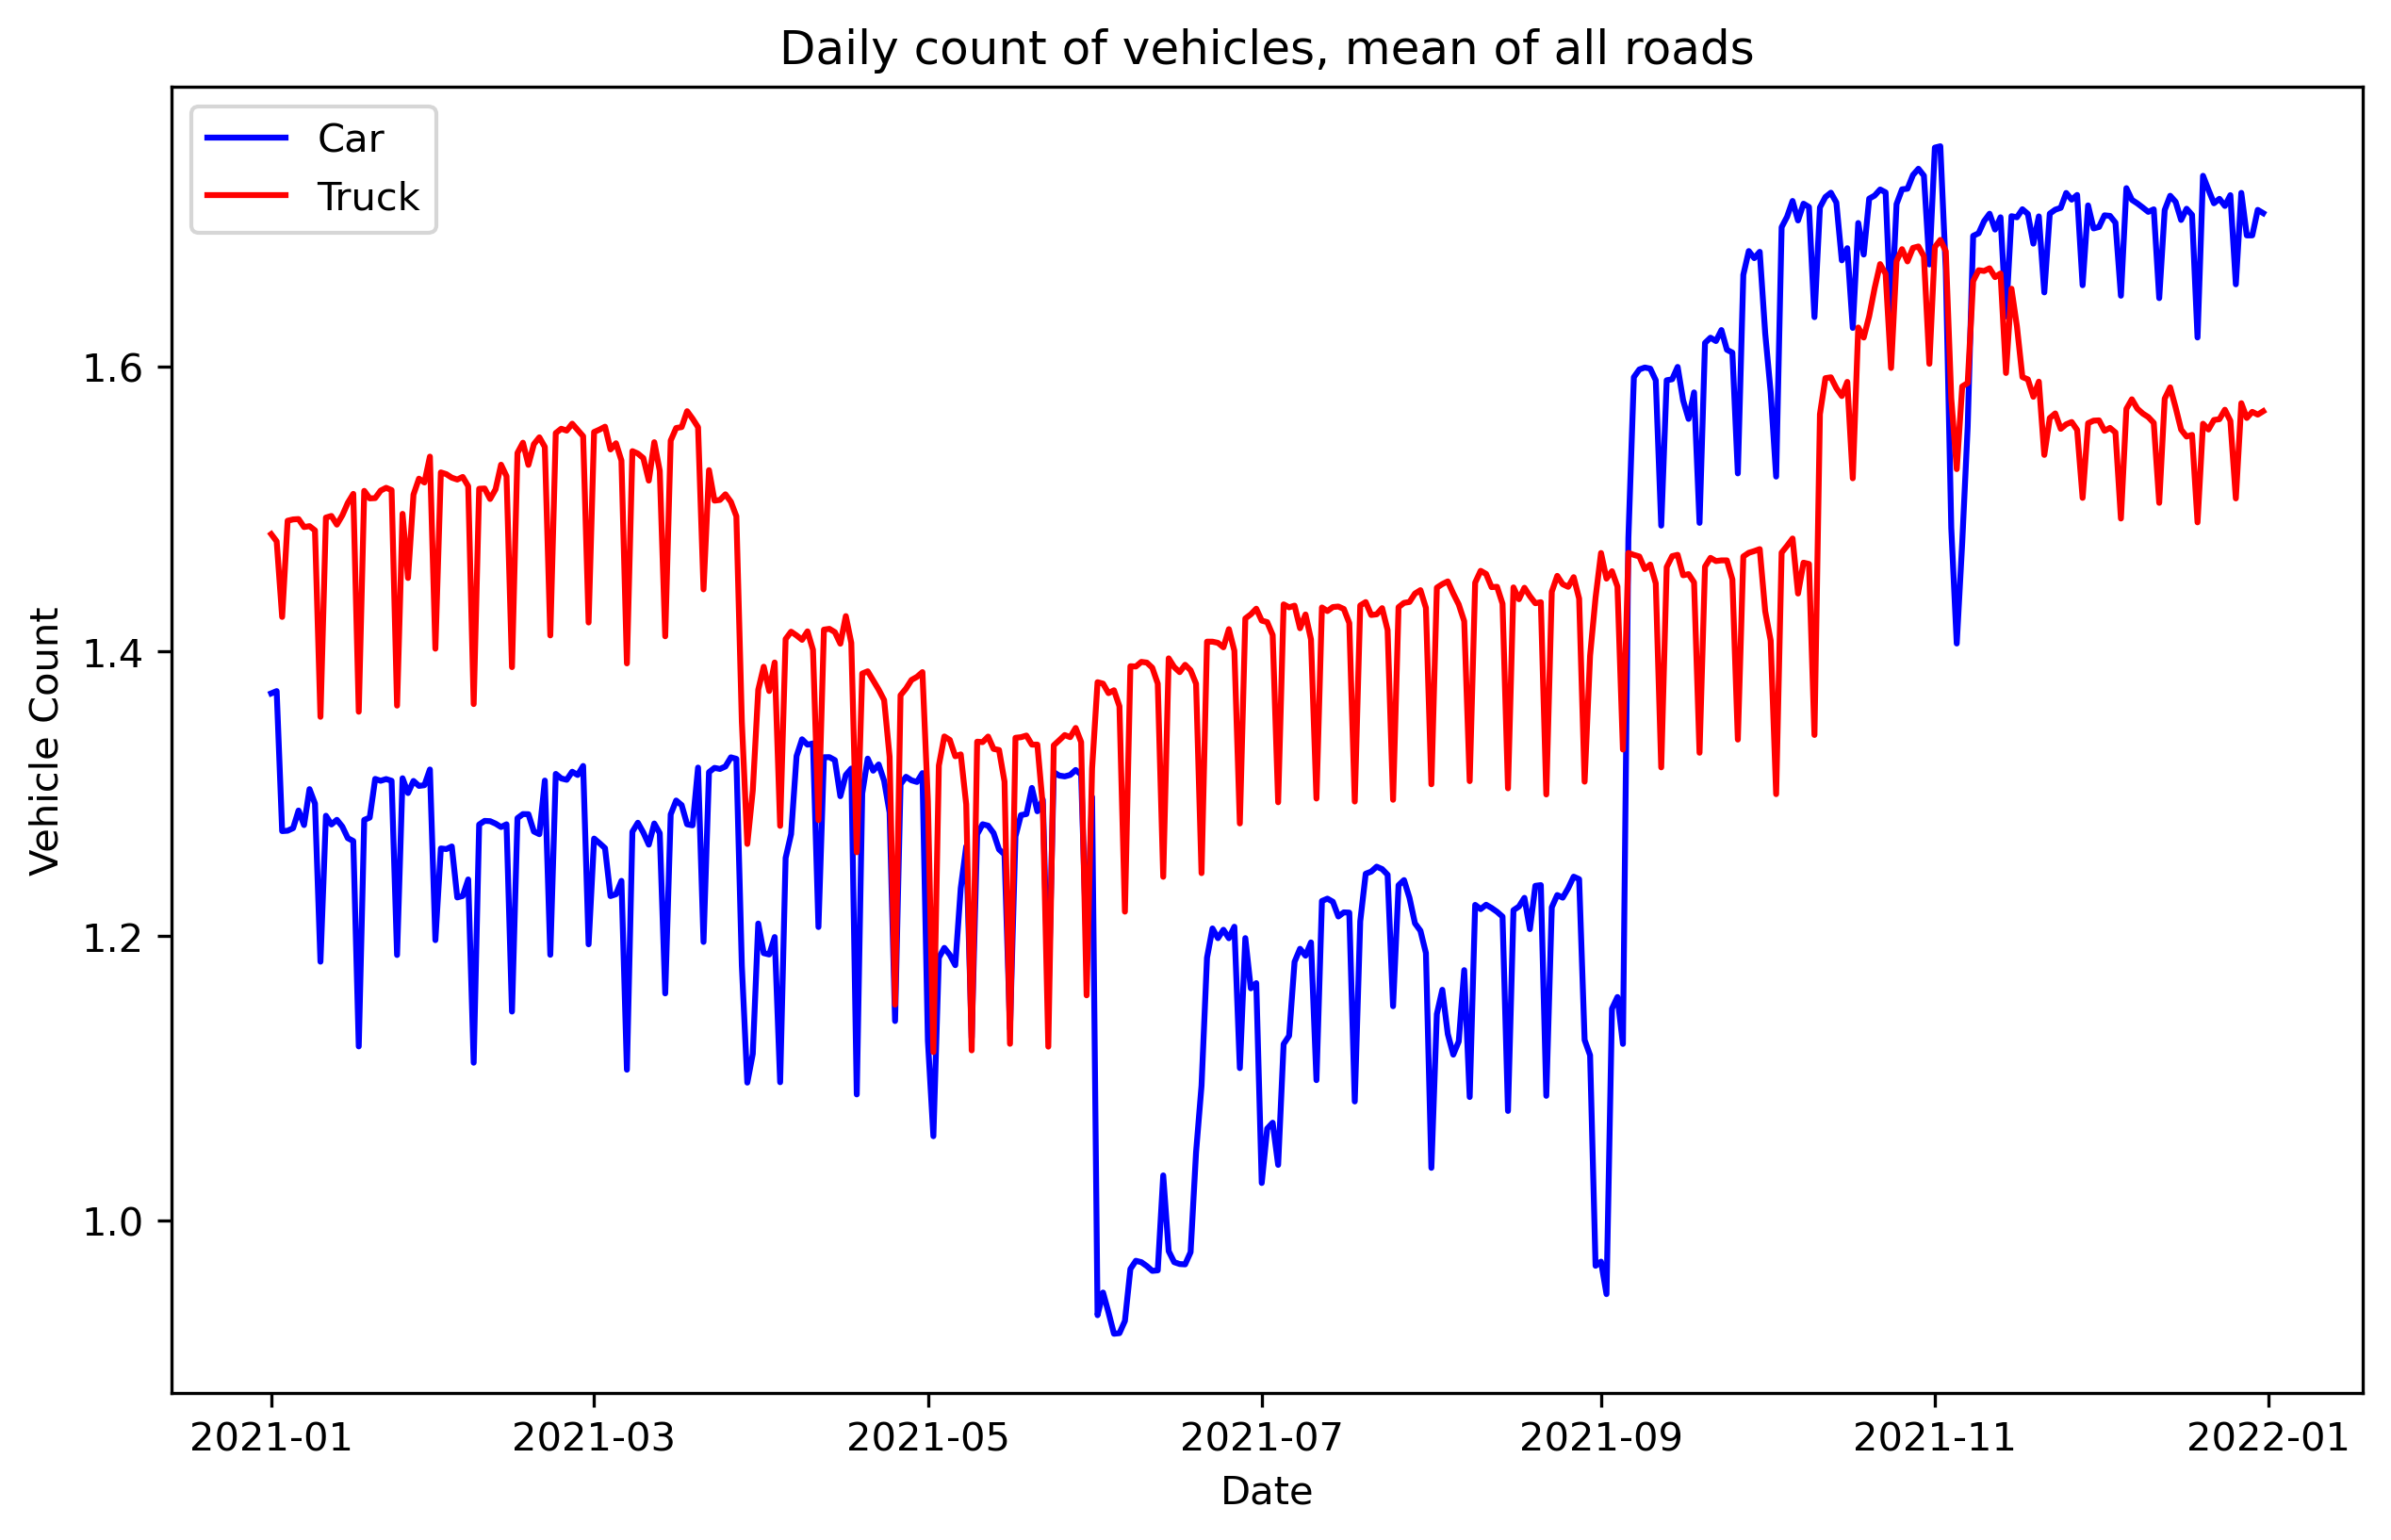 Daily count of vehicles, mean of all roads
Car
Truck
Vehicle Count
1.6
1.4
1.2
1.0
2021-01 2021-03 2021-05 2021-07 2021-09 2021-11 2022-01
Date